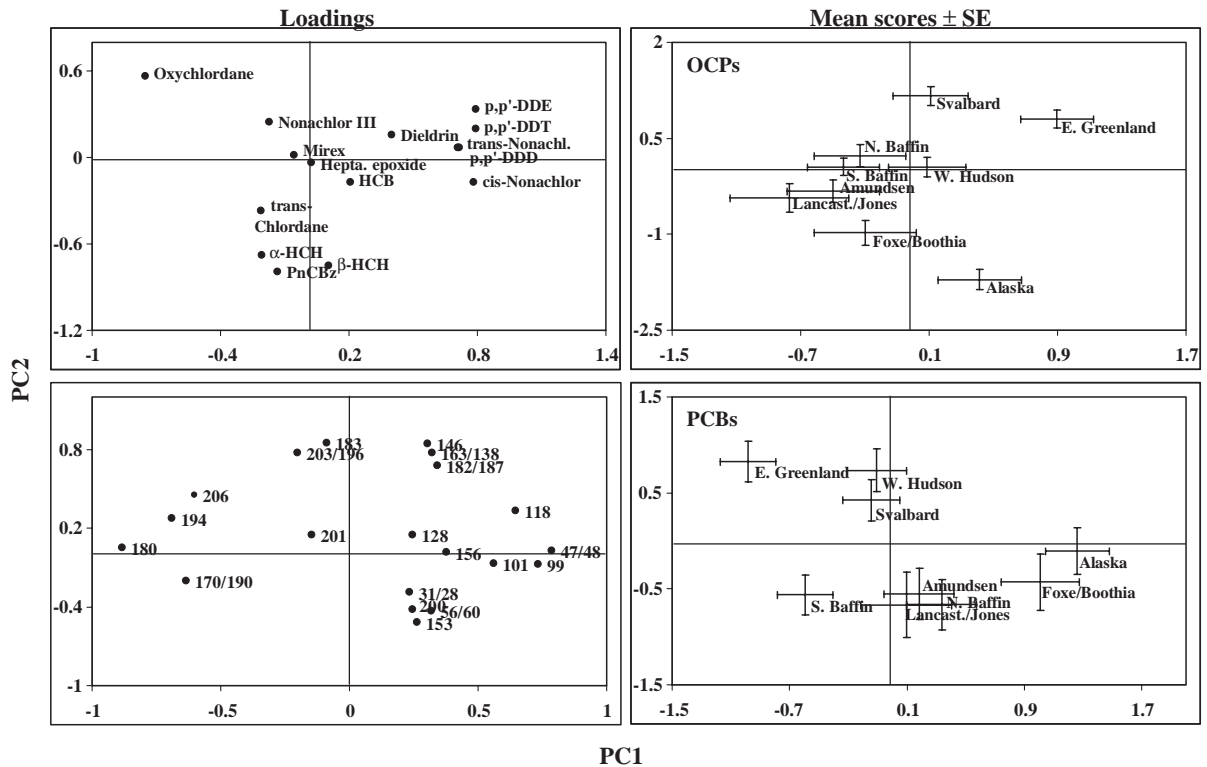 Loadings
Mean scores ± SE
PC2
0.6
0
-0.6
-1.2
-1
-0.4
0.2
0.8
1.4
Oxychlordane
Nonachlor III
Mirex
Hepta. epoxide
HCB
Dieldrin
p,p'-DDE
p,p'-DDT
trans-Nonachl.
p,p'-DDD
cis-Nonachlor
trans-
Chlordane
α-HCH
PnCBz
β-HCH
OCPs
2
0.5
-1
-2.5
-1.5
-0.7
0.1
0.9
1.7
Svalbard
E. Greenland
N. Baffin
S. Baffin
W. Hudson
Amundsen
Lancast./Jones
Foxe/Boothia
Alaska
0.8
0.2
-0.4
-1
-1
-0.5
0
0.5
1
183
203/196
146
163/138
182/187
206
194
118
201
128
180
156
47/48
101
99
170/190
31/28
200
56/60
153
PCBs
1.5
0.5
-0.5
-1.5
-1.5
-0.7
0.1
0.9
1.7
E. Greenland
W. Hudson
Svalbard
Alaska
Foxe/Boothia
Amundsen
S. Baffin
N. Baffin
Lancast./Jones
PC1